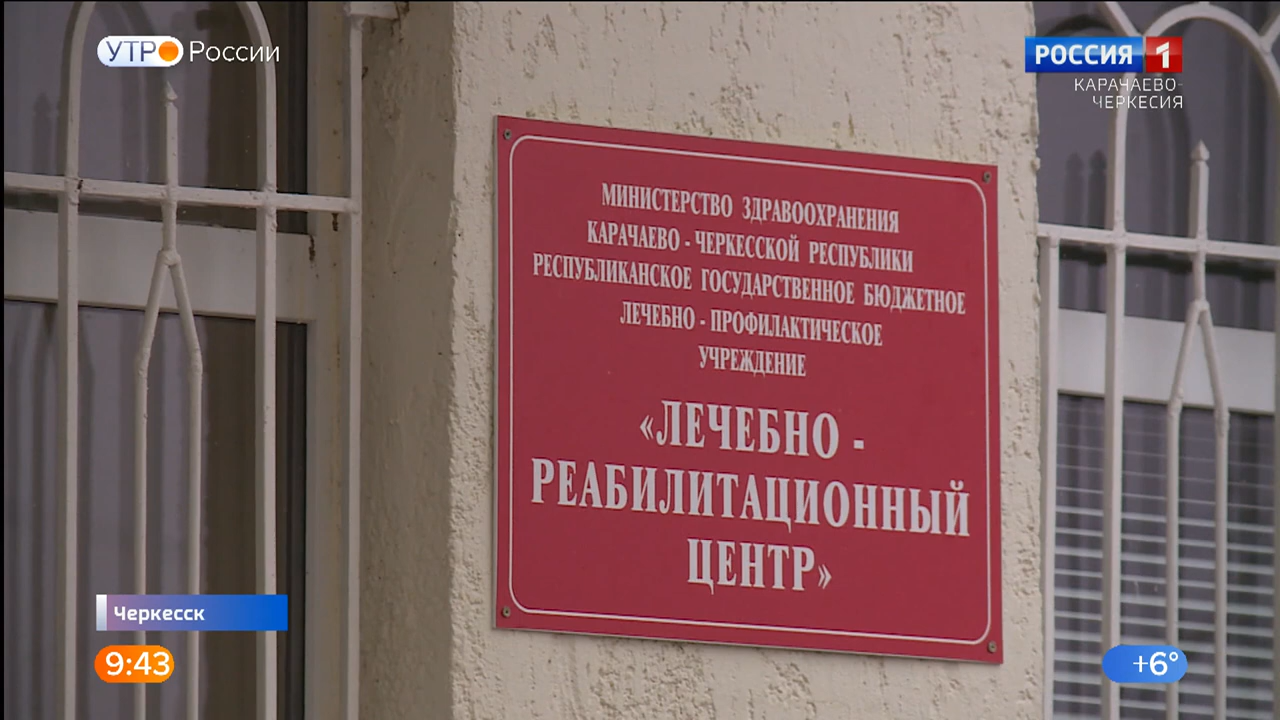 УТРО России
РОССИЯ 1
КАРАЧАЕВО-
ЧЕРКЕСИЯ
МИНИСТЕРСТВО ЗДРАВООХРАНЕНИЯ
КАРАЧАЕВО - ЧЕРКЕССКОЙ РЕСПУБЛИКИ
РЕСПУБЛИКАНСКОЕ ГОСУДАРСТВЕННОЕ БЮДЖЕТНОЕ
ЛЕЧЕБНО - ПРОФИЛАКТИЧЕСКОЕ
УЧРЕЖДЕНИЕ
«ЛЕЧЕБНО -
РЕАБИЛИТАЦИОННЫЙ
ЦЕНТР»
Черкесск
9:43
+6°